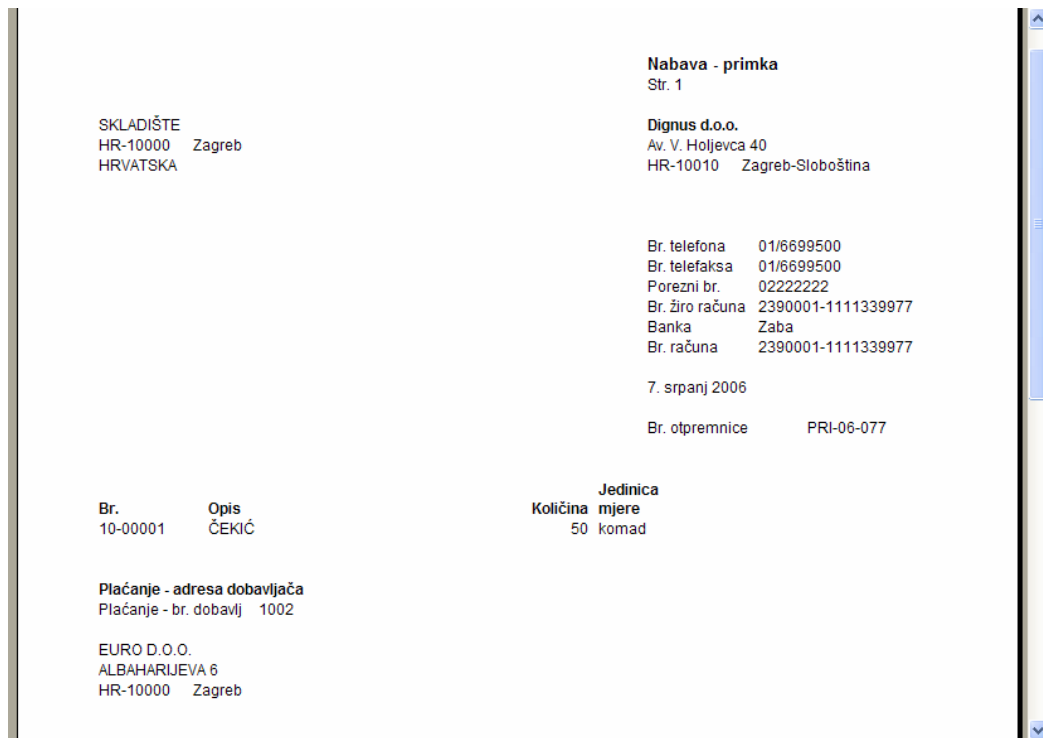 Nabava - primka
Str. 1
SKLADIŠTE
HR-10000 Zagreb
HRVATSKA
Dignus d.o.o.
Av. V. Holjevca 40
HR-10010 Zagreb-Sloboština
Br. telefona 01/6699500
Br. telefaksa 01/6699500
Porezni br. 02222222
Br. žiro računa 2390001-1111339977
Banka Zaba
Br. računa 2390001-1111339977
7. srpanj 2006
Br. otpremnice PRI-06-077
Jedinica
Br. Opis Količina mjere
10-00001 ČEKIĆ 50 komad
Plaćanje - adresa dobavljača
Plaćanje - br. dobavlj 1002
EURO D.O.O.
ALBAHARIJEVA 6
HR-10000 Zagreb